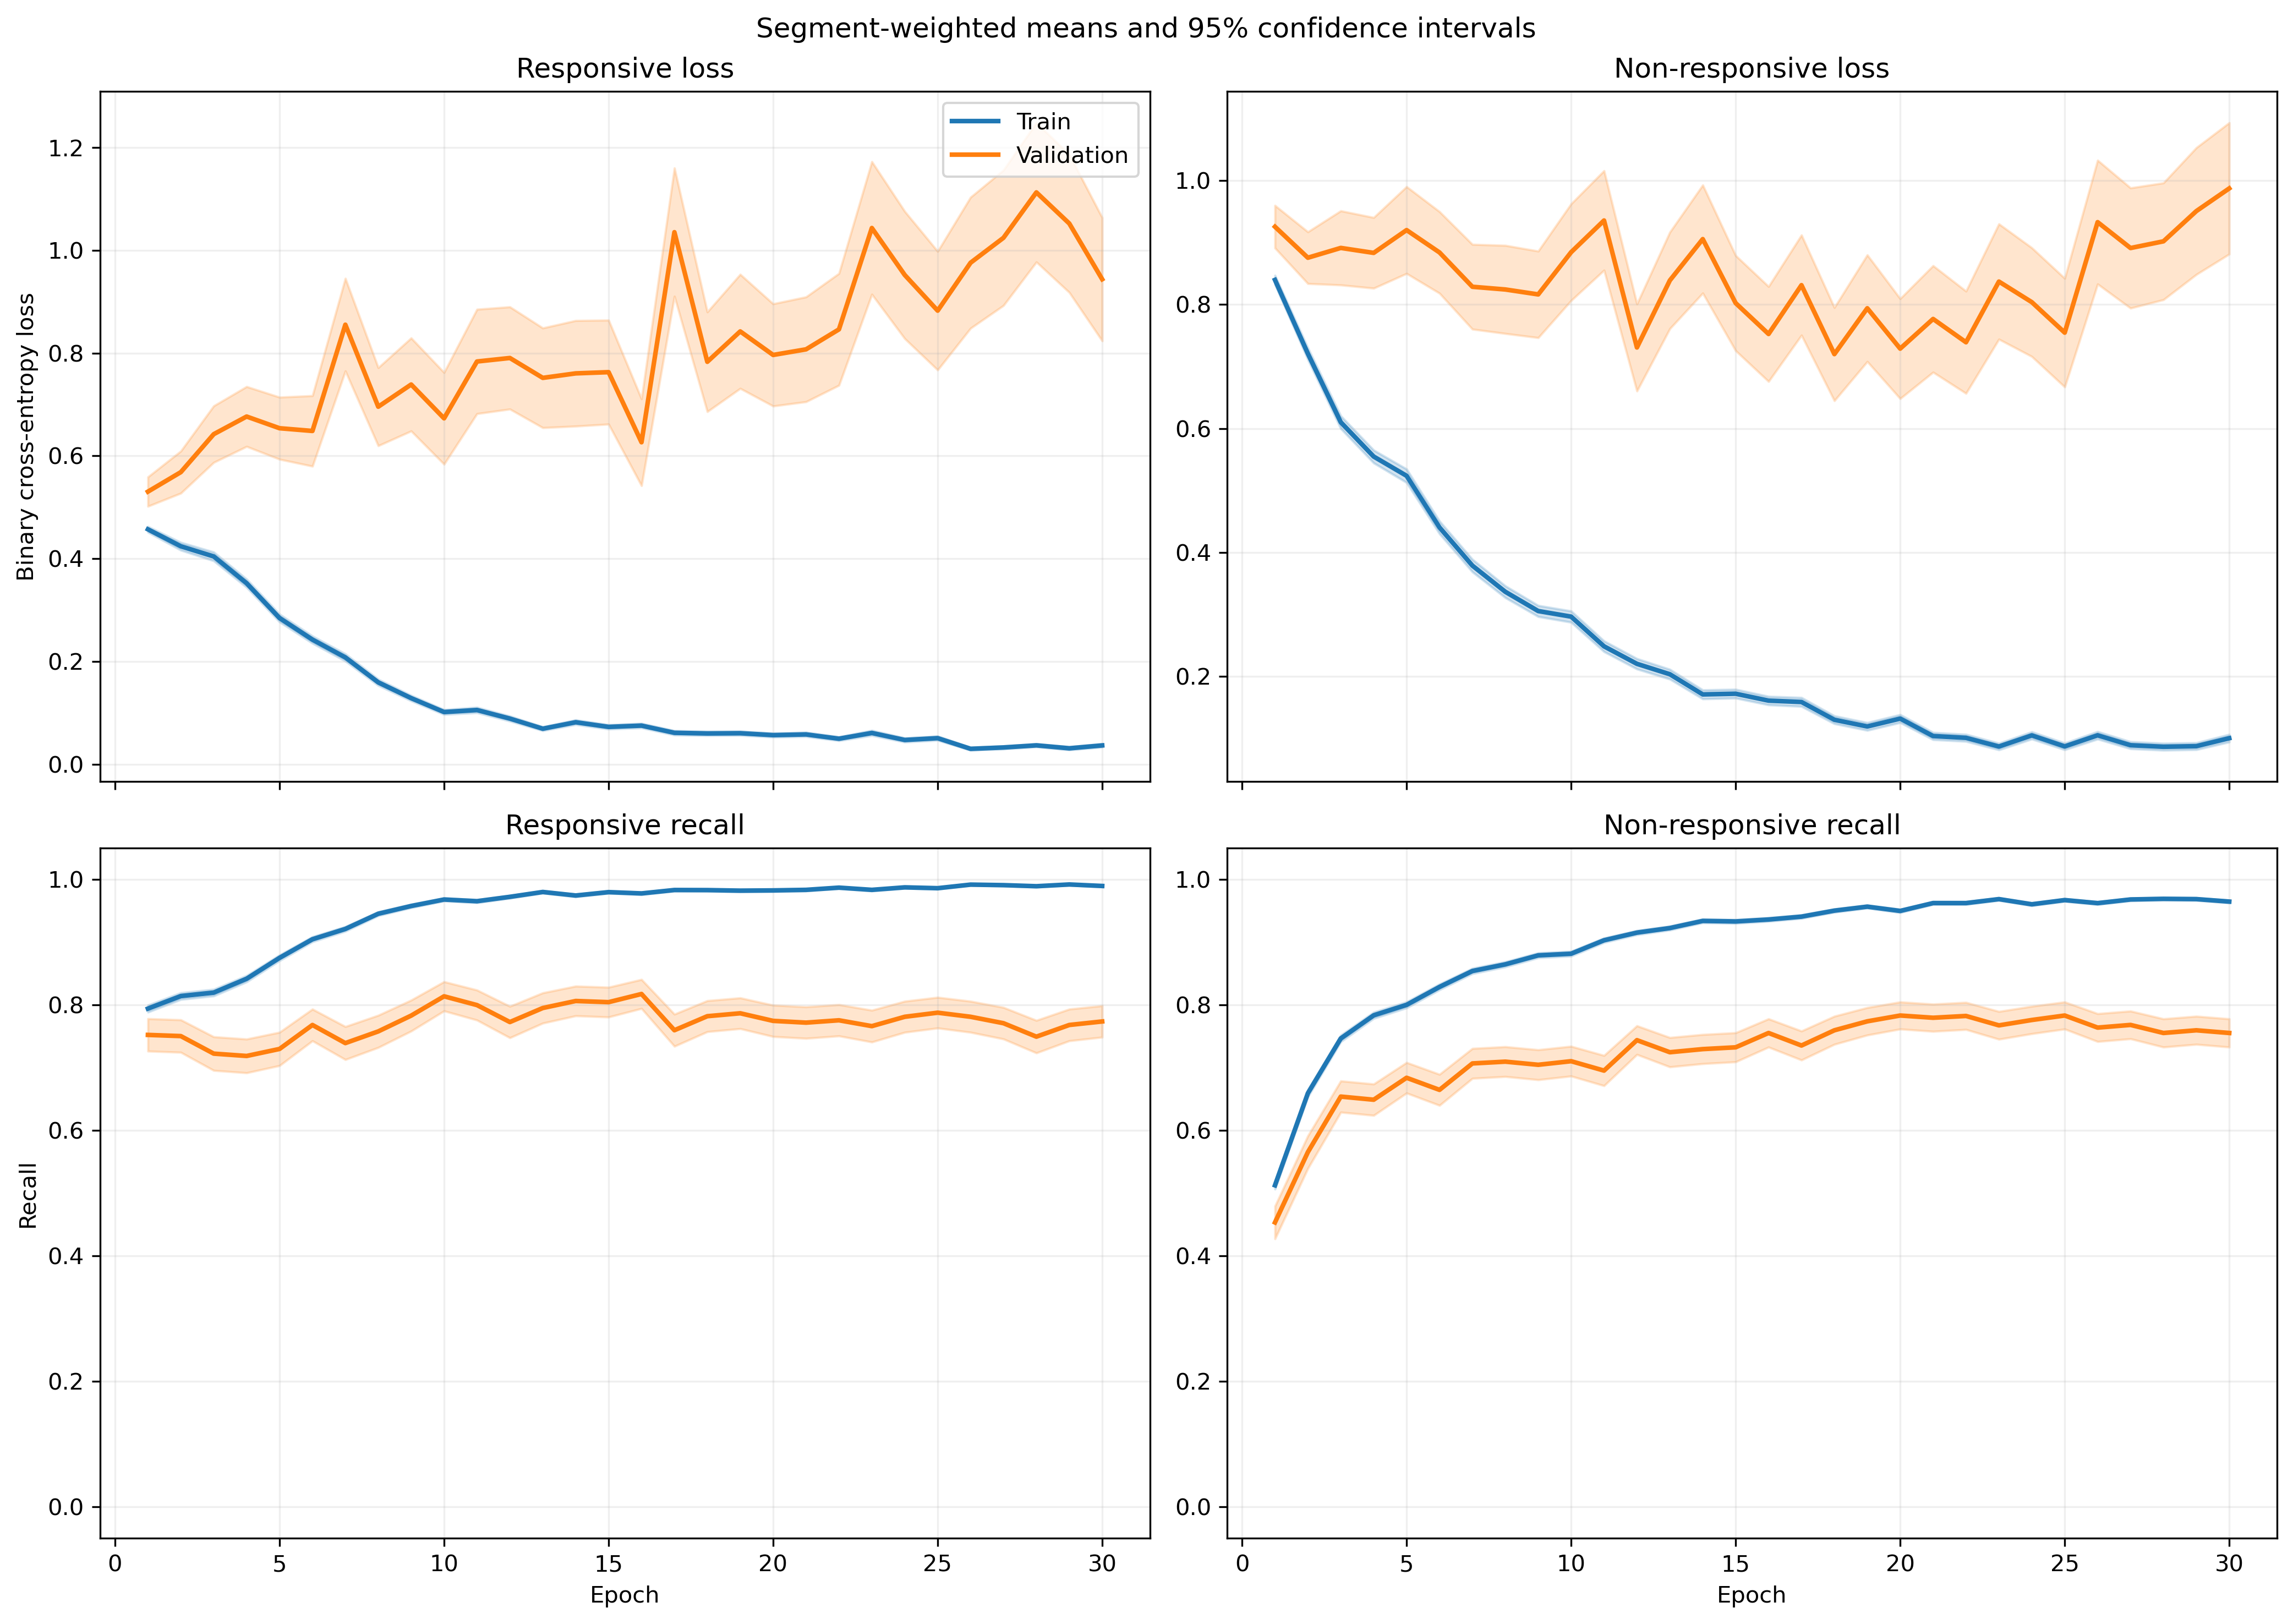 Segment-weighted means and 95% confidence intervals
Responsive loss
Non-responsive loss
Train
Validation
1.2
1.0
0.8
0.6
0.4
0.2
0.0
Binary cross-entropy loss
1.0
0.8
0.6
0.4
0.2
Responsive recall
Non-responsive recall
1.0
0.8
0.6
0.4
0.2
0.0
Recall
0 5 10 15 20 25 30
Epoch
1.0
0.8
0.6
0.4
0.2
0.0
0 5 10 15 20 25 30
Epoch